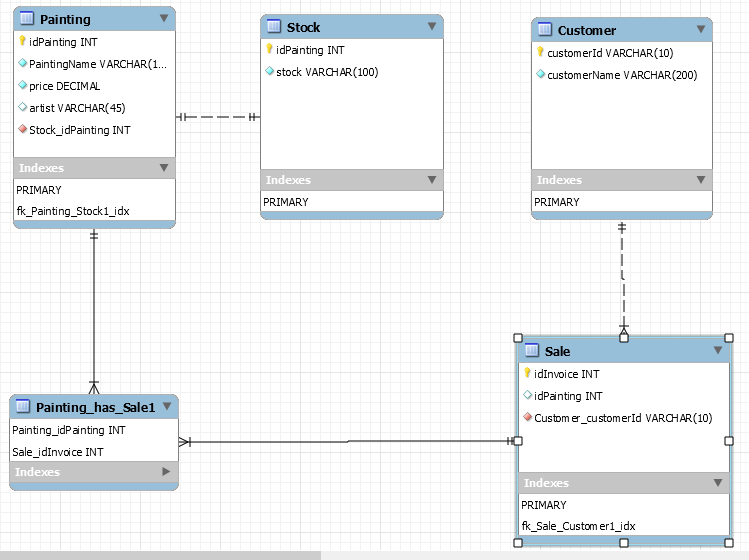 Painting
idPainting INT
PaintingName VARCHAR(1...
price DECIMAL
artist VARCHAR(45)
Stock_idPainting INT
Indexes
PRIMARY
fk_Painting_Stock1_idx
Stock
idPainting INT
stock VARCHAR(100)
Indexes
PRIMARY
Customer
customerId VARCHAR(10)
customerName VARCHAR(200)
Indexes
PRIMARY
Painting_has_Sale1
Painting_idPainting INT
Sale_idInvoice INT
Indexes
Sale
idInvoice INT
idPainting INT
Customer_customerId VARCHAR(10)
Indexes
PRIMARY
fk_Sale_Customer1_idx